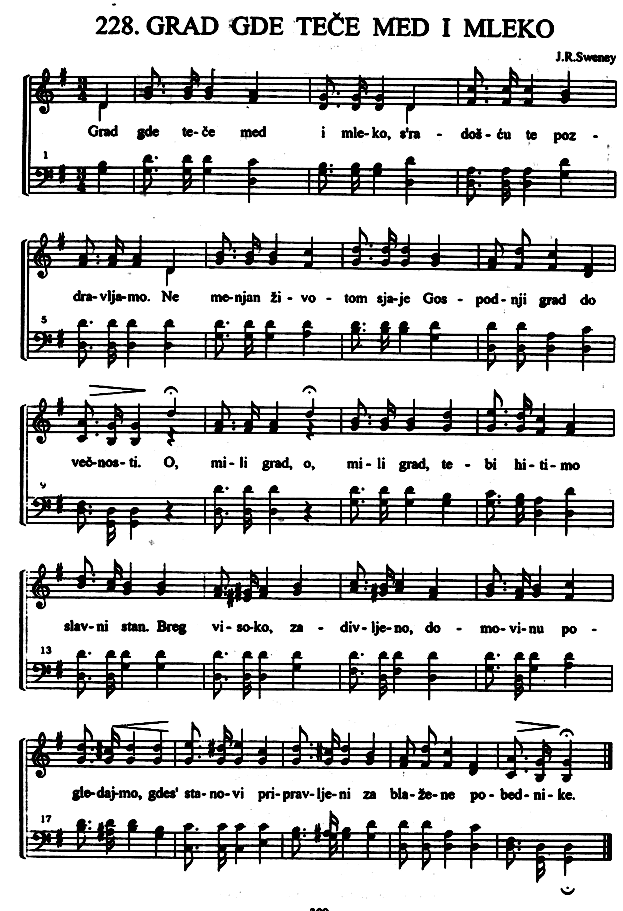 228. GRAD GDE TEČE MED I MLEKO
J.R.Sweney
Grad gde te-če med i mle-ko, s'ra - doš-ću te poz -
1
5
dra-vlja-mo. Ne me-njan ži-vo-tom sja-je Gos-pod-nji grad do
več-nos-ti. O, mi-li grad, o, mi-li grad, te-bi hi-ti-mo
9
slav-ni stan. Breg vi-so-ko, za-div-lje-no, do-mo-vi-nu po-
13
gle-daj-mo, gdes' sta-no-vi pri-prav-lje-ni za bla-že-ne po-bed-ni-ke.
17